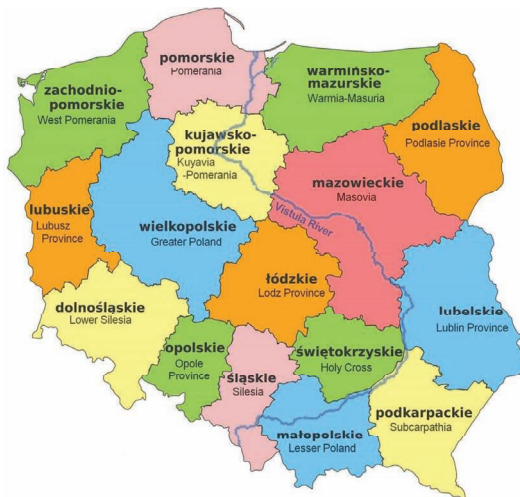 pomorskie
Pomerania
zachodnio-
pomorskie
West Pomerania
warmińsko-
mazurskie
Warmia-Masuria
podlaskie
Podlasie Province
kujawsko-
pomorskie
Kuyavia
-Pomerania
mazowieckie
Masovia
lubuskie
Lubusz
Province
wielkopolskie
Greater Poland
Vistula River
łódzkie
Lodz Province
dolnośląskie
Lower Silesia
lubelskie
Lublin Province
opolskie
Opole
Province
śląskie
Silesia
świętokrzyskie
Holy Cross
małopolskie
Lesser Poland
podkarpackie
Subcarpathia